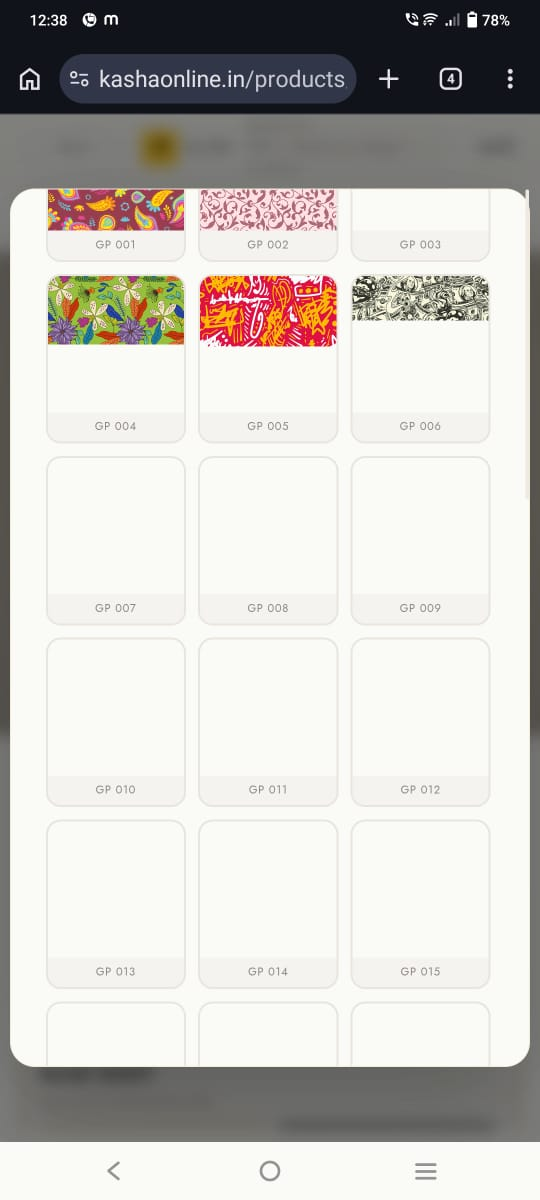 12:38 m 78%
kashaonline.in/products
4
GP 001 GP 002 GP 003
GP 004 GP 005 GP 006
GP 007 GP 008 GP 009
GP 010 GP 011 GP 012
GP 013 GP 014 GP 015